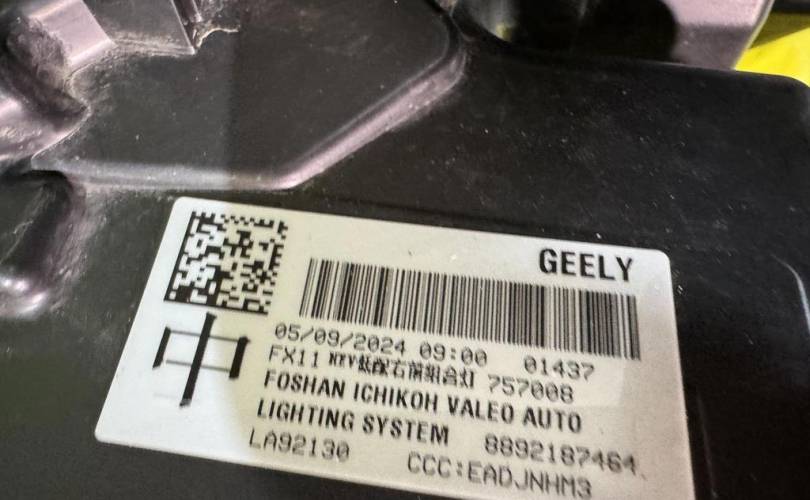 GEELY
中
05/09/2024 09:00 01437
FX11 低配右前组合灯 757008
FOSHAN ICHIKOH VALEO AUTO
LIGHTING SYSTEM 8892187464
LA92130 CCC:EADJNHM3